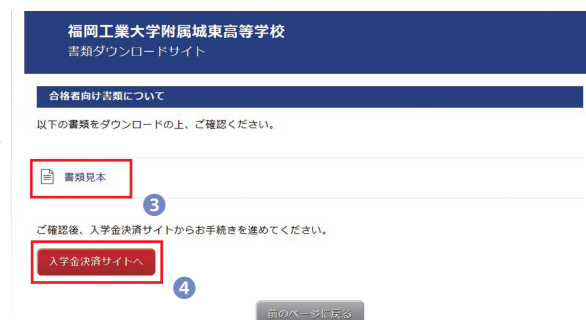 福岡工業大学附属城東高等学校
書類ダウンロードサイト
合格者向け書類について
以下の書類をダウンロードの上、ご確認ください。
書類見本
3
ご確認後、入学金決済サイトからお手続きを進めてください。
入学金決済サイトへ
4
前のページに戻る